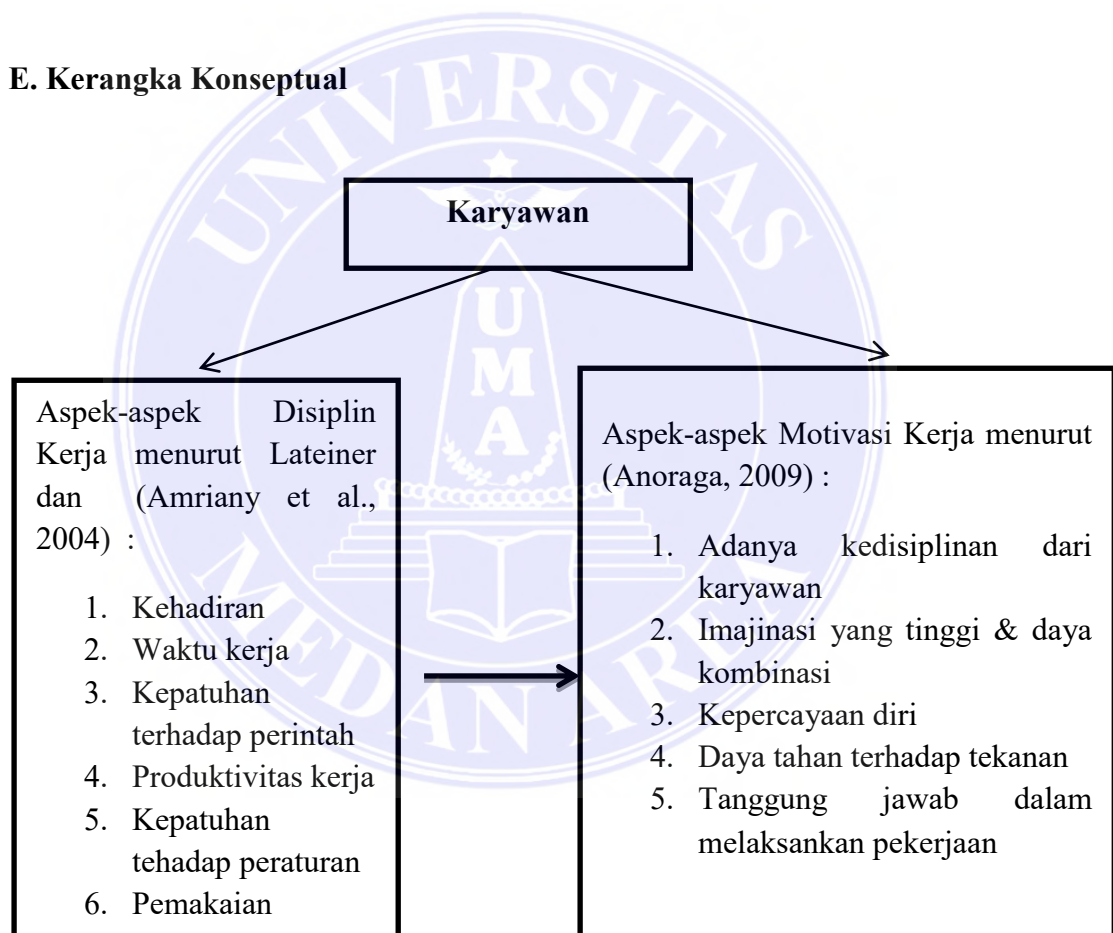 E. Kerangka Konseptual
UNIVERSITAS
Karyawan
UMA
MEDAN AREA
Aspek-aspek Disiplin
Kerja menurut Lateiner
dan (Amriany et al.,
2004) :
1. Kehadiran
2. Waktu kerja
3. Kepatuhan
terhadap perintah
4. Produktivitas kerja
5. Kepatuhan
tehadap peraturan
6. Pemakaian
Aspek-aspek Motivasi Kerja menurut
(Anoraga, 2009) :
1. Adanya kedisiplinan dari
karyawan
2. Imajinasi yang tinggi & daya
kombinasi
3. Kepercayaan diri
4. Daya tahan terhadap tekanan
5. Tanggung jawab dalam
melaksankan pekerjaan